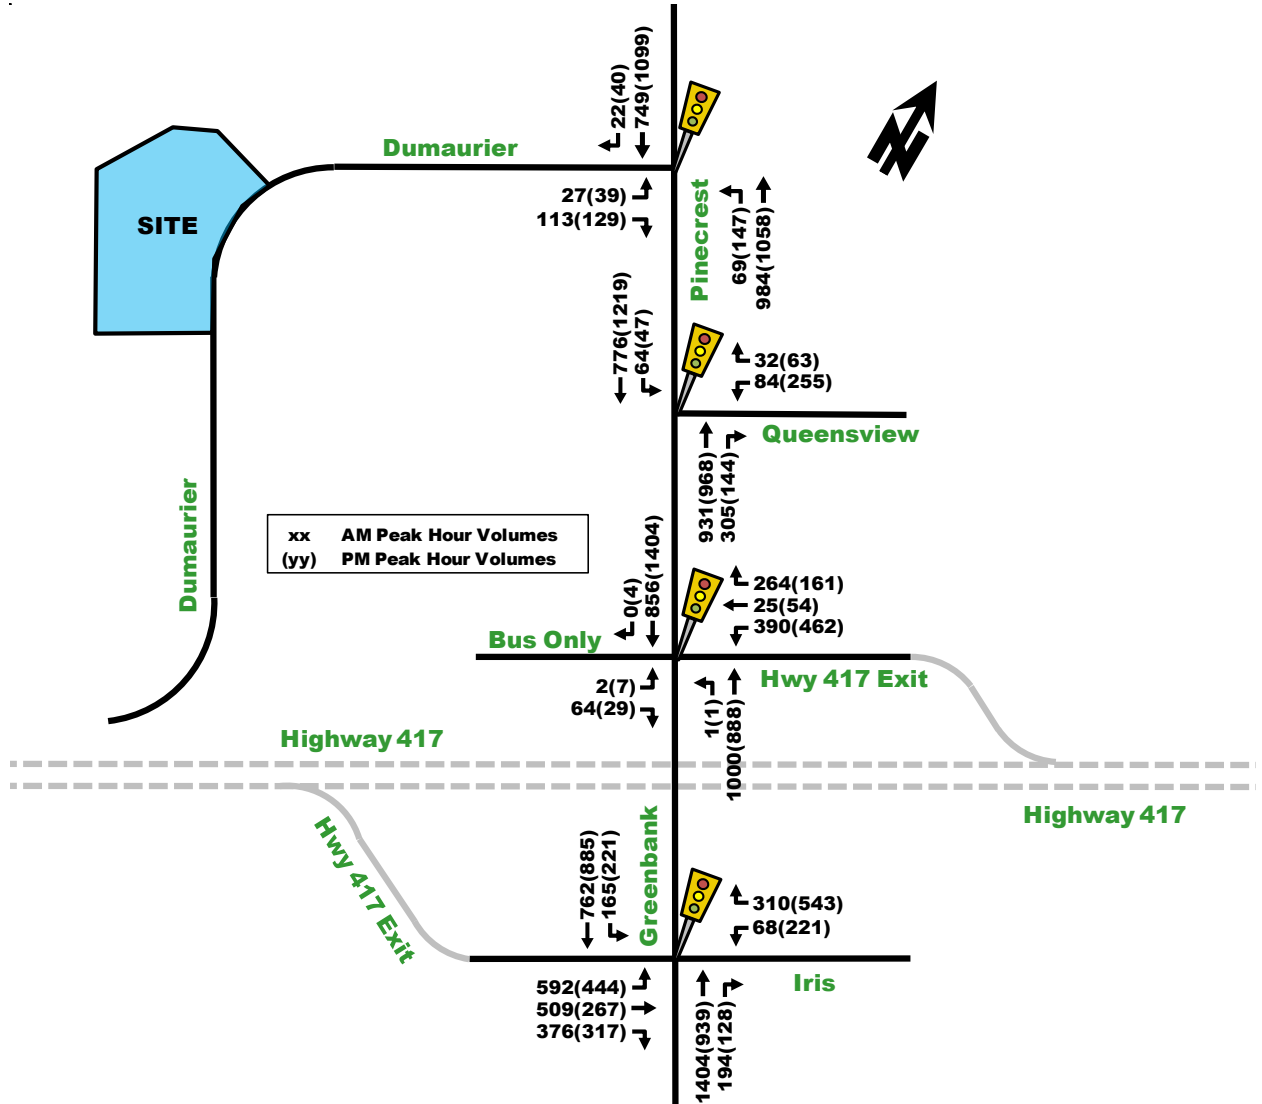 22(40)
749(1099)
Dumaurier
27(39)
113(129)
Pinecrest
69(147)
984(1058)
SITE
N
776(1219)
64(47)
32(63)
84(255)
Queensview
931(968)
305(144)
Dumaurier
xx AM Peak Hour Volumes
(yy) PM Peak Hour Volumes
0(4)
856(1404)
264(161)
25(54)
390(462)
Bus Only
Hwy 417 Exit
2(7)
64(29)
1(1)
1000(888)
Highway 417
Highway 417
Hwy 417 Exit
762(885)
165(221)
Greenbank
310(543)
68(221)
Iris
592(444)
509(267)
376(317)
1404(939)
194(128)